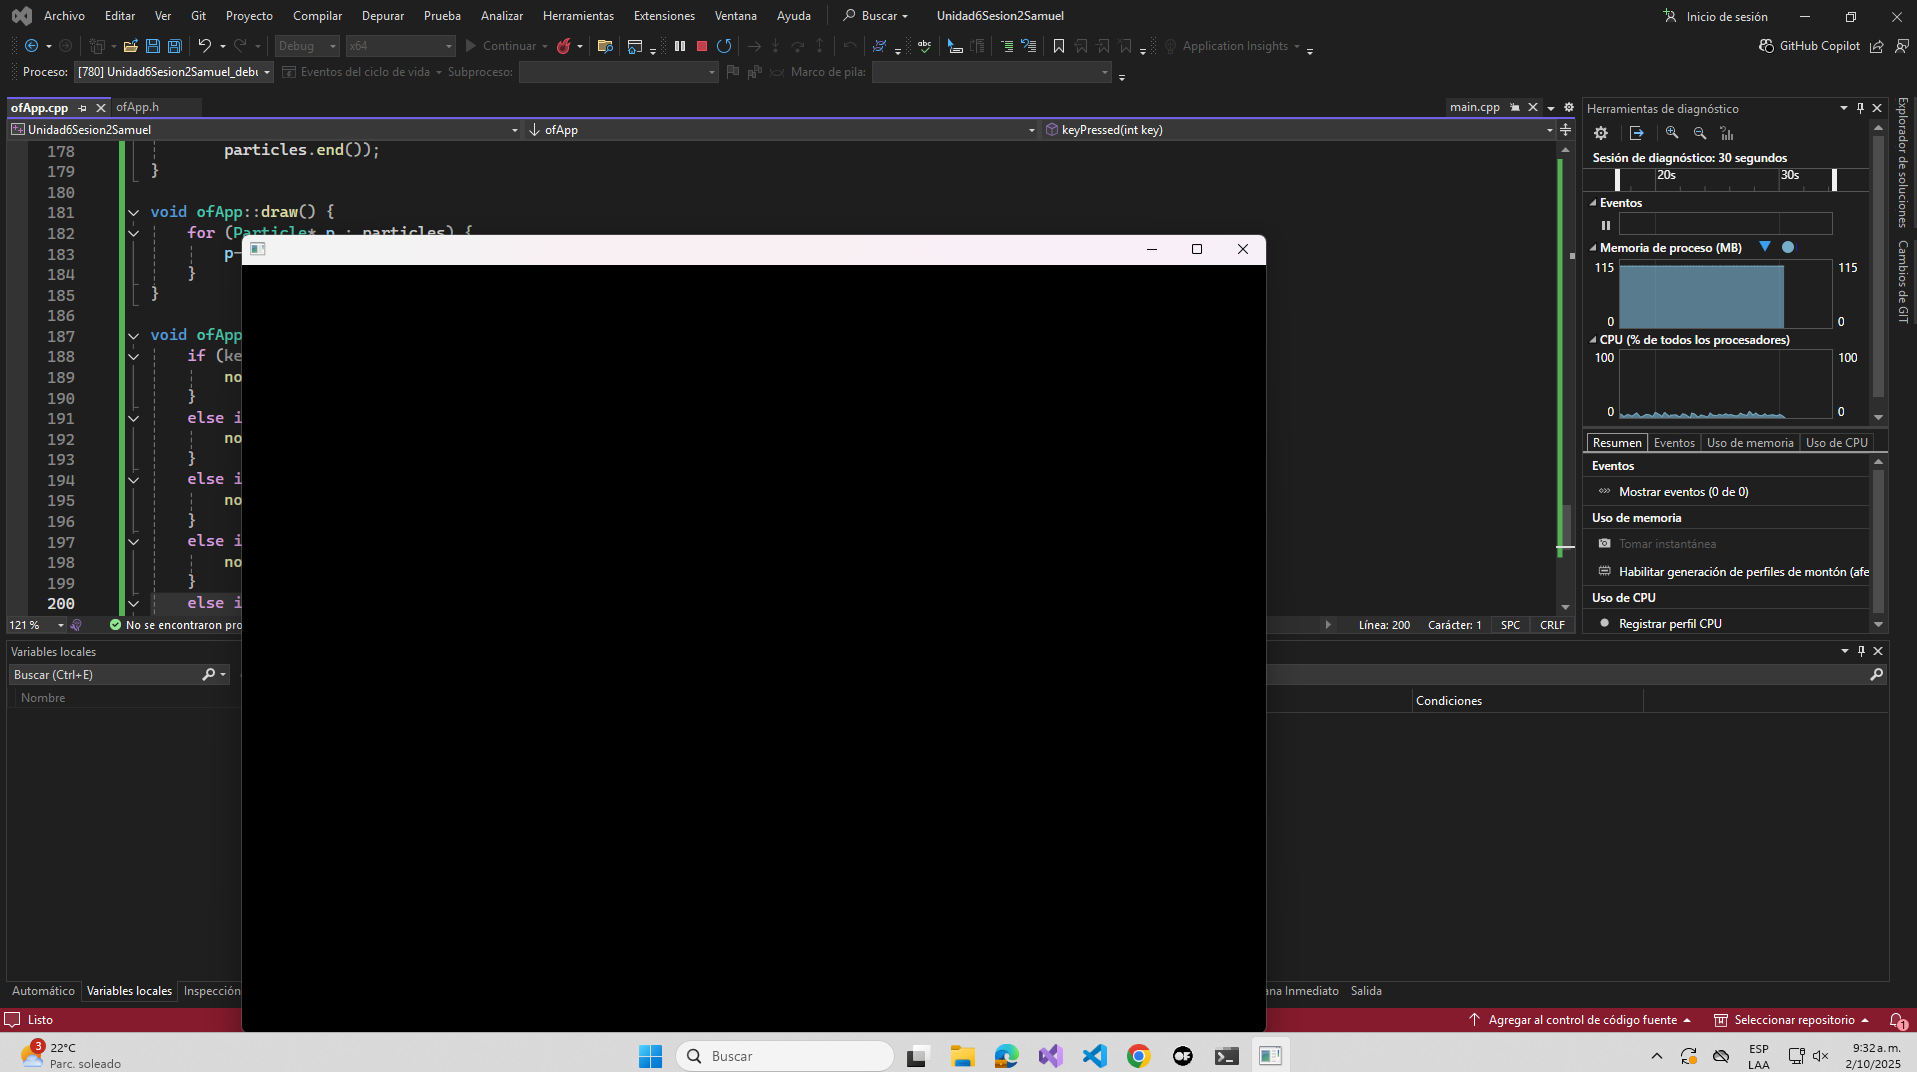 Archivo Editar Ver Git Proyecto Compilar Depurar Prueba Analizar Herramientas Extensiones Ventana Ayuda Buscar Unidad6Sesion2Samuel Inicio de sesión
Debug x64 Continuar abc Application Insights GitHub Copilot
Proceso: [780] Unidad6Sesion2Samuel_debu Eventos del ciclo de vida Subproceso: Marco de pila:
ofApp.cpp ofApp.h main.cpp
Unidad6Sesion2Samuel ofApp keyPressed(int key)
178 particles.end());
179 }
180
181 void ofApp::draw() {
182 for (Particle* p : particles) {
183 p-
184 }
185 }
186
187 void ofApp
188 if (ke
189 no
190 }
191 else i
192 no
193 }
194 else i
195 no
196 }
197 else i
198 no
199 }
200 else i
121 % No se encontraron pro Línea: 200 Carácter: 1 SPC CRLF
Herramientas de diagnóstico
Sesión de diagnóstico: 30 segundos
20s 30s
Eventos
Memoria de proceso (MB)
115 115
0 0
CPU (% de todos los procesadores)
100 100
0 0
Resumen Eventos Uso de memoria Uso de CPU
Eventos
Mostrar eventos (0 de 0)
Uso de memoria
Tomar instantánea
Habilitar generación de perfiles de montón (afe
Uso de CPU
Registrar perfil CPU
Explorador de soluciones
Cambios de GIT
Variables locales
Buscar (Ctrl+E)
Nombre
Condiciones
Automático Variables locales Inspección ana Inmediato Salida
Listo Agregar al control de código fuente Seleccionar repositorio 1
3 22°C
Parc. soleado
Buscar
OF
ESP
LAA
9:32 a. m.
2/10/2025